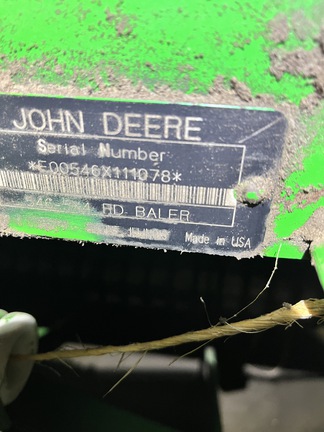 JOHN DEERE
Serial Number
*E00546X111078*
RD. BALER
Made in USA